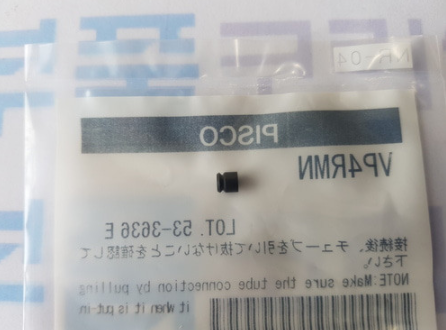 PISCO
VP4RMN
LOT. 53-3636 E
接続後、チューブを引いて抜けないことを確認して
下さい。
NOTE:Make sure the tube connection by pulling
it when it is put-in